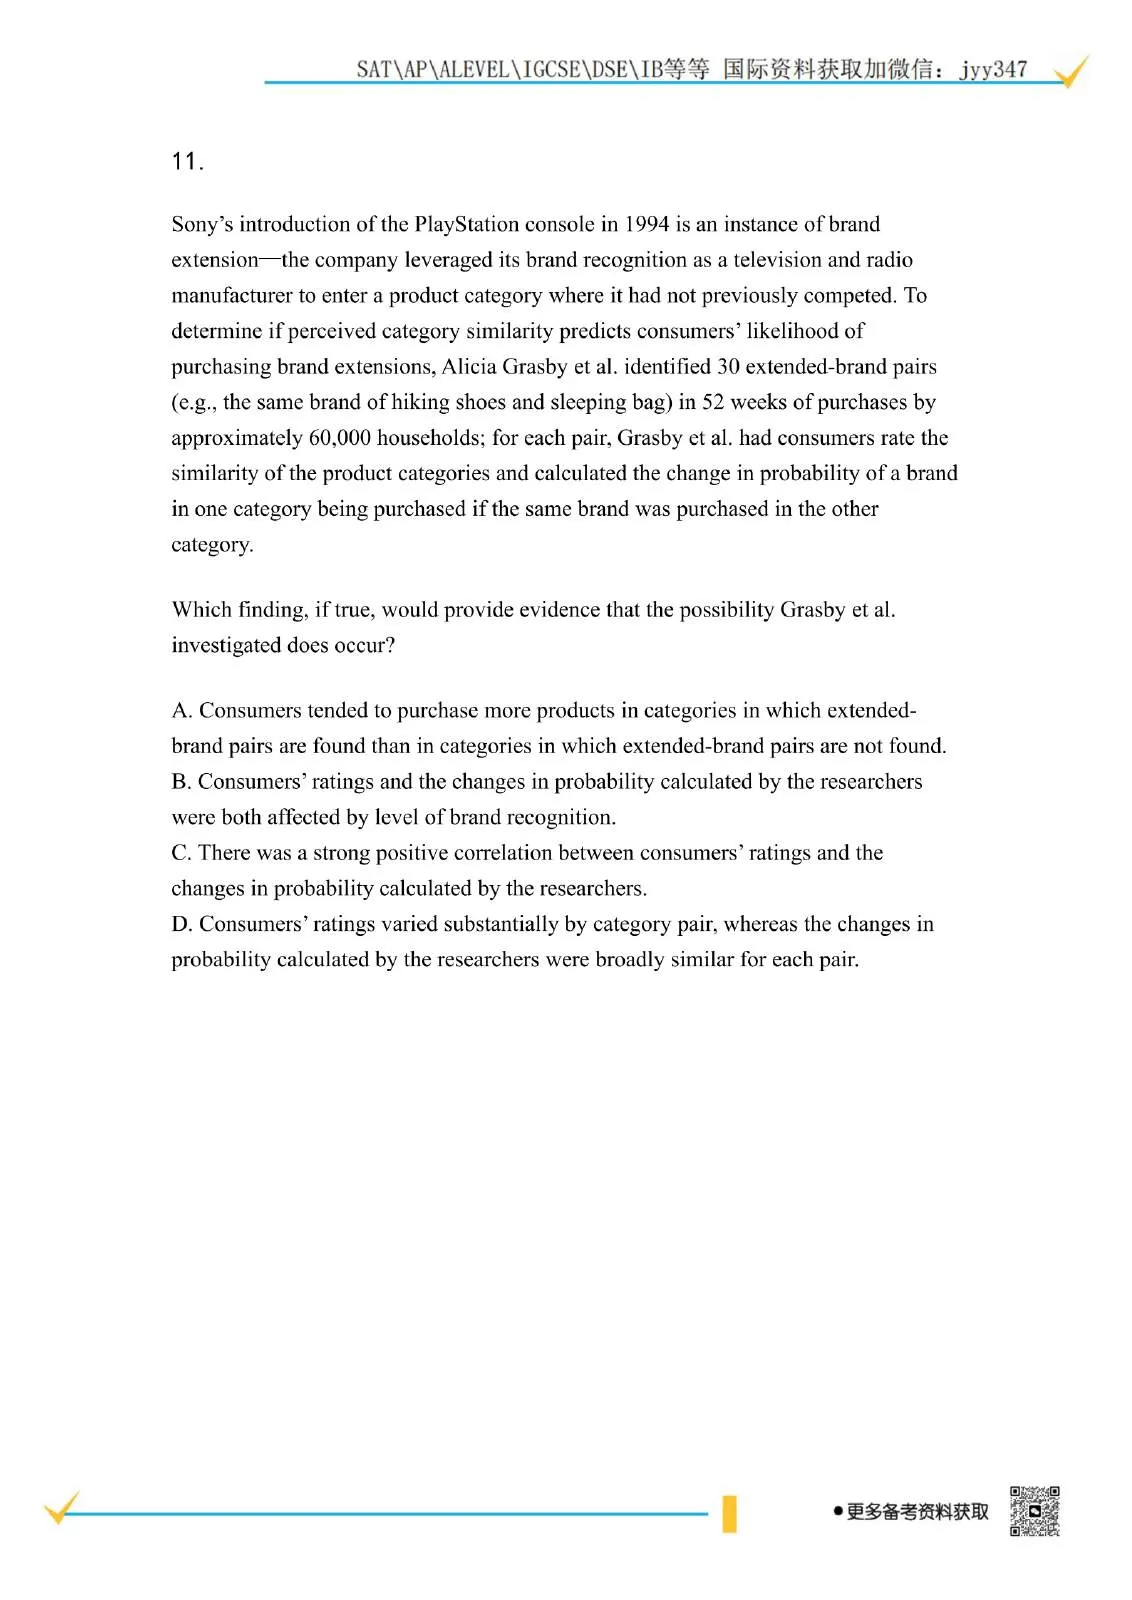 SAT\AP\ALEVEL\IGCSE\DSE\IB等等 国际资料获取加微信：jyy347
11.
Sony’s introduction of the PlayStation console in 1994 is an instance of brand
extension—the company leveraged its brand recognition as a television and radio
manufacturer to enter a product category where it had not previously competed. To
determine if perceived category similarity predicts consumers’ likelihood of
purchasing brand extensions, Alicia Grasby et al. identified 30 extended-brand pairs
(e.g., the same brand of hiking shoes and sleeping bag) in 52 weeks of purchases by
approximately 60,000 households; for each pair, Grasby et al. had consumers rate the
similarity of the product categories and calculated the change in probability of a brand
in one category being purchased if the same brand was purchased in the other
category.
Which finding, if true, would provide evidence that the possibility Grasby et al.
investigated does occur?
A. Consumers tended to purchase more products in categories in which extended-
brand pairs are found than in categories in which extended-brand pairs are not found.
B. Consumers’ ratings and the changes in probability calculated by the researchers
were both affected by level of brand recognition.
C. There was a strong positive correlation between consumers’ ratings and the
changes in probability calculated by the researchers.
D. Consumers’ ratings varied substantially by category pair, whereas the changes in
probability calculated by the researchers were broadly similar for each pair.
●更多备考资料获取